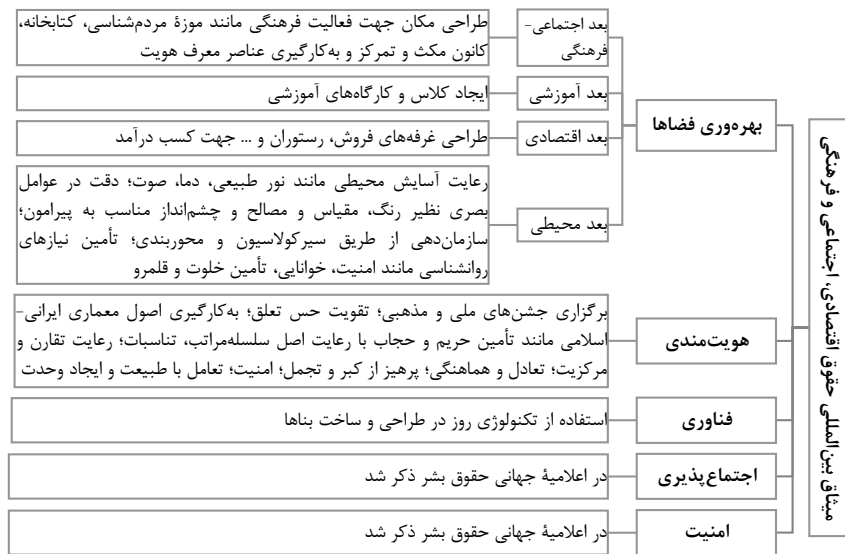 میثاق بین‌المللی حقوق اقتصادی، اجتماعی و فرهنگی
بهره‌وری فضاها
بعد اجتماعی-
فرهنگی
طراحی مکان جهت فعالیت فرهنگی مانند موزهٔ مردم‌شناسی، کتابخانه،
کانون مکث و تمرکز و به‌کارگیری عناصر معرف هویت
بعد آموزشی
ایجاد کلاس و کارگاه‌های آموزشی
بعد اقتصادی
طراحی غرفه‌های فروش، رستوران و ... جهت کسب درآمد
بعد محیطی
رعایت آسایش محیطی مانند نور طبیعی، دما، صوت؛ دقت در عوامل
بصری نظیر رنگ، مقیاس و مصالح و چشم‌انداز مناسب به پیرامون؛
سازمان‌دهی از طریق سیرکولاسیون و محوربندی؛ تأمین نیازهای
روانشناسی مانند امنیت، خوانایی، تأمین خلوت و قلمرو
هویت‌مندی
برگزاری جشن‌های ملی و مذهبی؛ تقویت حس تعلق؛ به‌کارگیری اصول معماری ایرانی-
اسلامی مانند تأمین حریم و حجاب با رعایت اصل سلسله‌مراتب، تناسبات؛ رعایت تقارن و
مرکزیت؛ تعادل و هماهنگی؛ پرهیز از کبر و تجمل؛ امنیت؛ تعامل با طبیعت و ایجاد وحدت
فناوری
استفاده از تکنولوژی روز در طراحی و ساخت بناها
اجتماع‌پذیری
در اعلامیهٔ جهانی حقوق بشر ذکر شد
امنیت
در اعلامیهٔ جهانی حقوق بشر ذکر شد